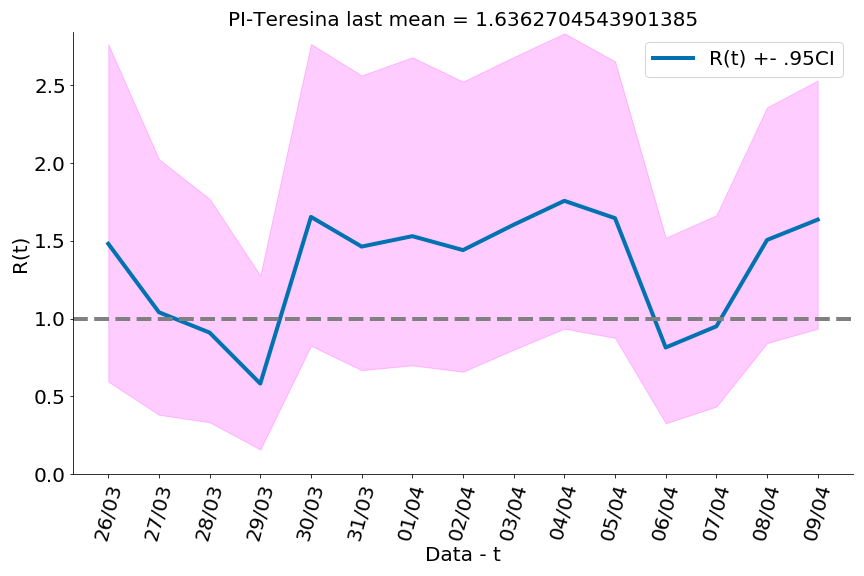 PI-Teresina last mean = 1.6362704543901385
R(t) +- .95CI
R(t)
2.5
2.0
1.5
1.0
0.5
0.0
26/03 27/03 28/03 29/03 30/03 31/03 01/04 02/04 03/04 04/04 05/04 06/04 07/04 08/04 09/04
Data - t